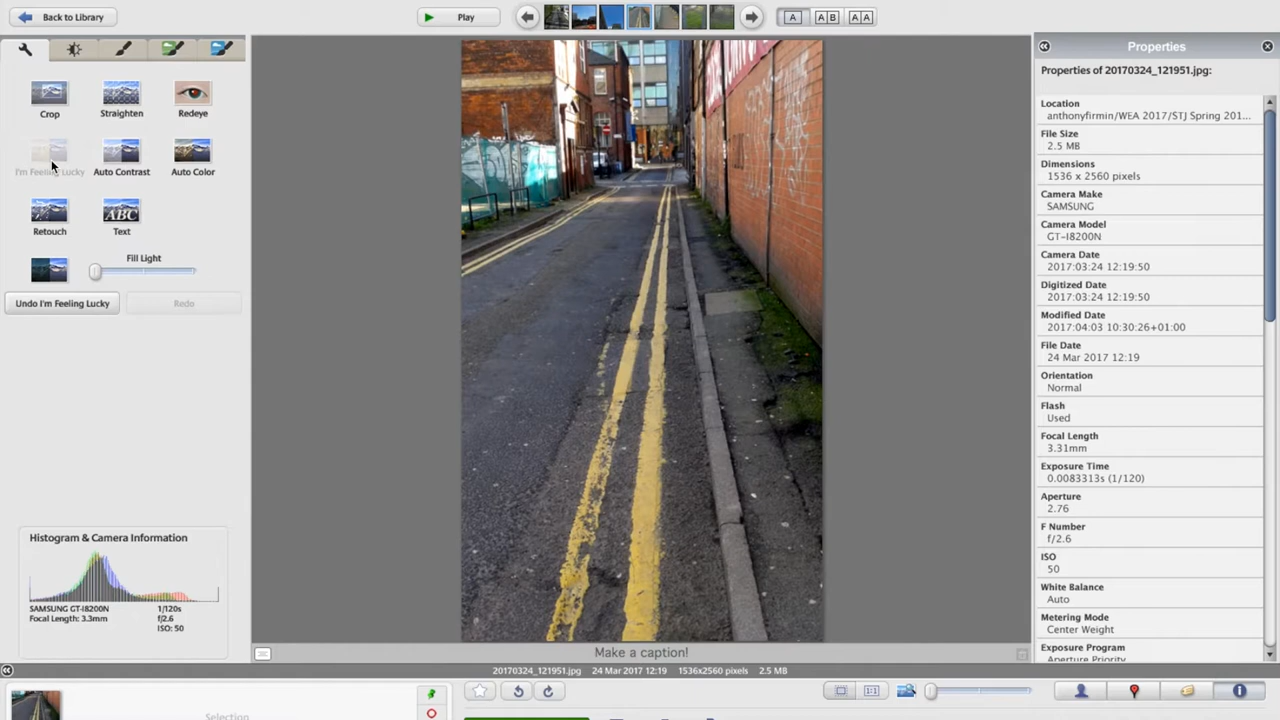 Back to Library
Play
A
AB
AA
Crop
Straighten
Redeye
I'm Feeling Lucky
Auto Contrast
Auto Color
ABC
Retouch
Text
Fill Light
Undo I'm Feeling Lucky
Redo
Histogram & Camera Information
SAMSUNG GT-I8200N
Focal Length: 3.3mm
1/120s
f/2.6
ISO: 50
Make a caption!
20170324_121951.jpg 24 Mar 2017 12:19 1536x2560 pixels 2.5 MB
Selection
1:1
Properties
Properties of 20170324_121951.jpg:
Location
anthonyfirmin/WEA 2017/STJ Spring 201...
File Size
2.5 MB
Dimensions
1536 x 2560 pixels
Camera Make
SAMSUNG
Camera Model
GT-I8200N
Camera Date
2017:03:24 12:19:50
Digitized Date
2017:03:24 12:19:50
Modified Date
2017:04:03 10:30:26+01:00
File Date
24 Mar 2017 12:19
Orientation
Normal
Flash
Used
Focal Length
3.31mm
Exposure Time
0.0083313s (1/120)
Aperture
2.76
F Number
f/2.6
ISO
50
White Balance
Auto
Metering Mode
Center Weight
Exposure Program
Aperture Priority